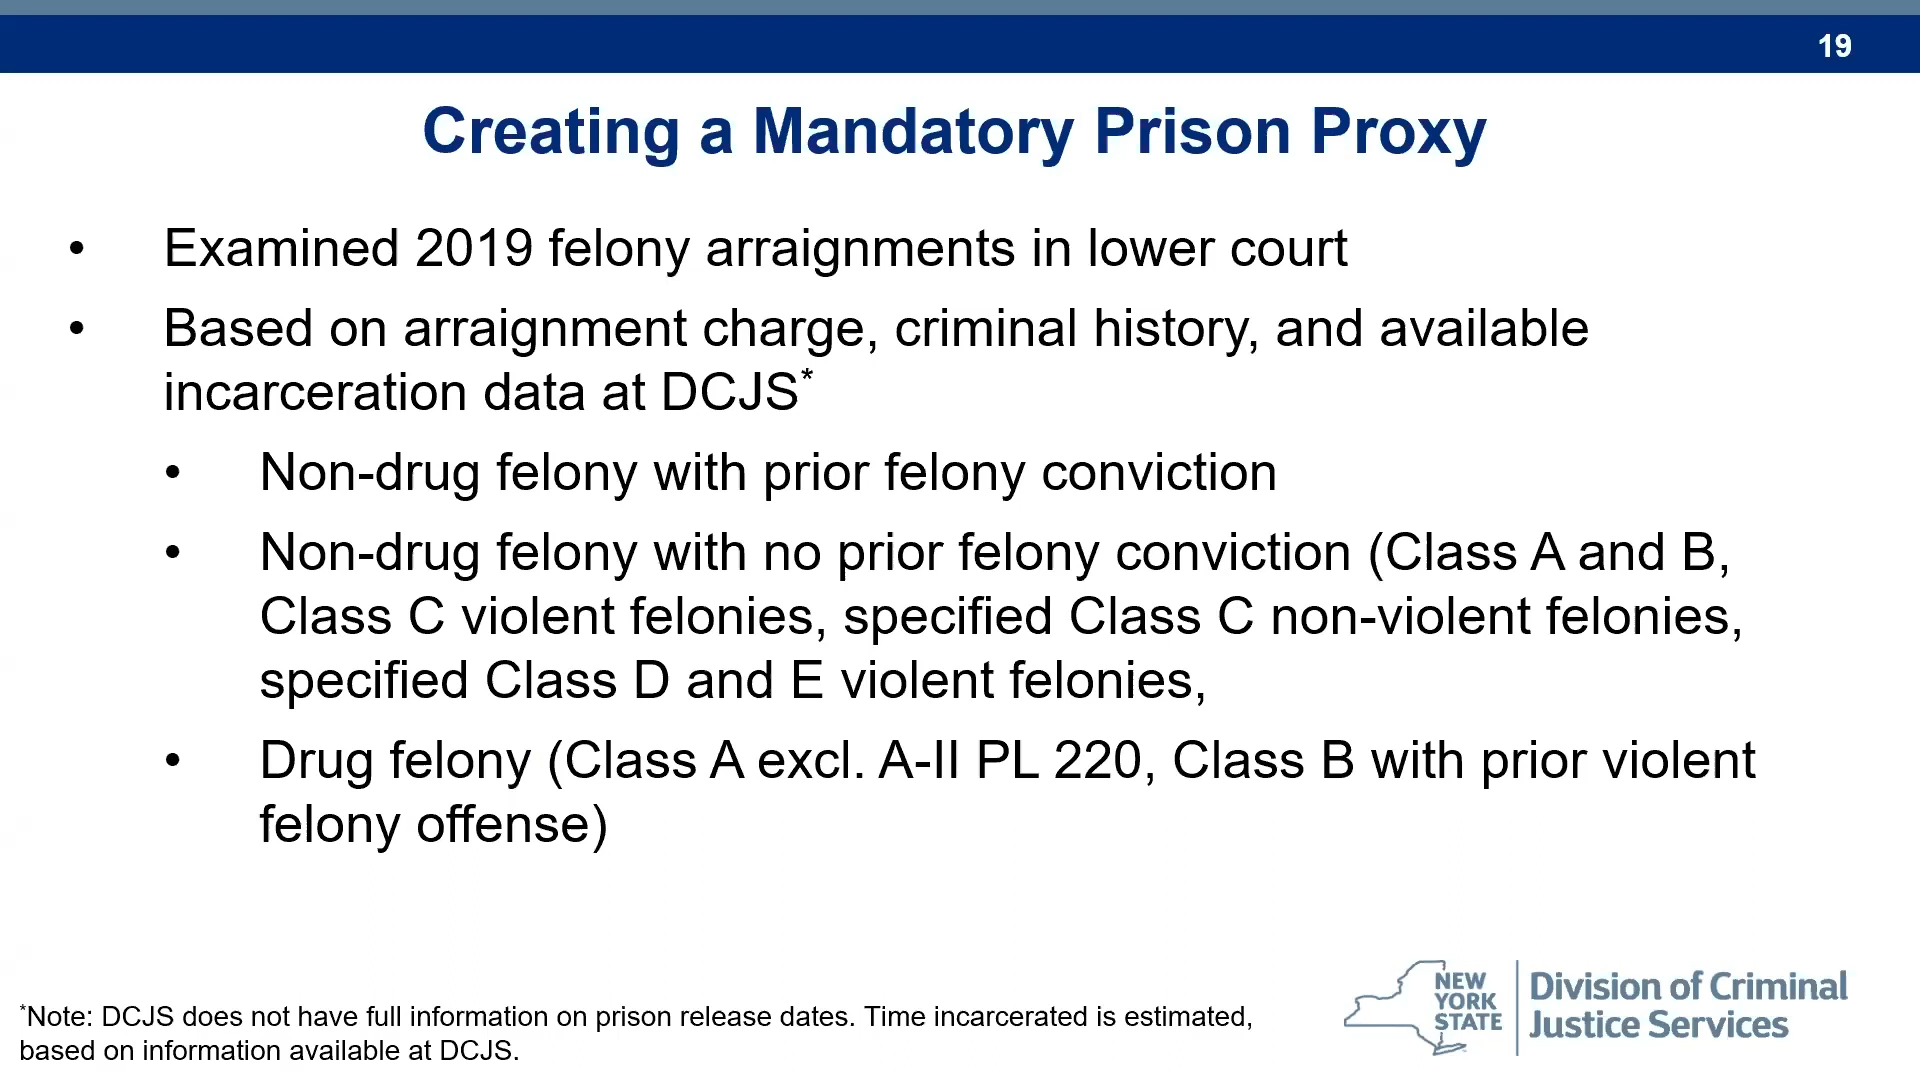 19
Creating a Mandatory Prison Proxy
• Examined 2019 felony arraignments in lower court
• Based on arraignment charge, criminal history, and available
incarceration data at DCJS*
• Non-drug felony with prior felony conviction
• Non-drug felony with no prior felony conviction (Class A and B,
Class C violent felonies, specified Class C non-violent felonies,
specified Class D and E violent felonies,
• Drug felony (Class A excl. A-II PL 220, Class B with prior violent
felony offense)
*Note: DCJS does not have full information on prison release dates. Time incarcerated is estimated,
based on information available at DCJS.
NEW
YORK
STATE
Division of Criminal
Justice Services